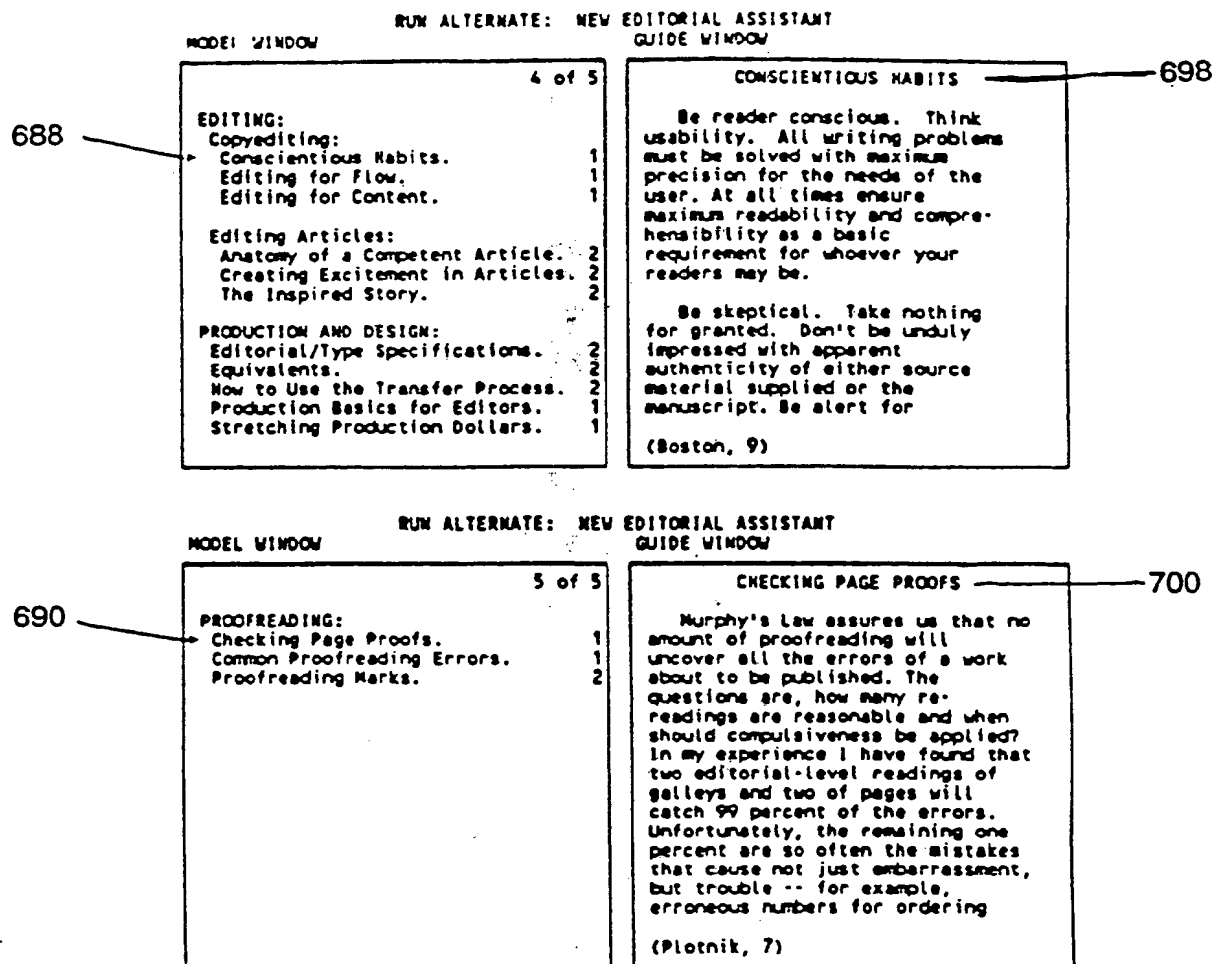 RUN ALTERNATE: NEW EDITORIAL ASSISTANT
MODEL WINDOW
4 of 5
688
EDITING:
Copyediting:
Conscientious Habits. 1
Editing for Flow. 1
Editing for Content. 1
Editing Articles:
Anatomy of a Competent Article. 2
Creating Excitement in Articles. 2
The Inspired Story. 2
PRODUCTION AND DESIGN:
Editorial/Type Specifications. 2
Equivalents. 2
How to Use the Transfer Process. 2
Production Basics for Editors. 1
Stretching Production Dollars. 1
GUIDE WINDOW
CONSCIENTIOUS HABITS 698
Be reader conscious. Think
usability. All writing problems
must be solved with maximum
precision for the needs of the
user. At all times ensure
maximum readability and compre-
hensibility as a basic
requirement for whoever your
readers may be.
Be skeptical. Take nothing
for granted. Don't be unduly
impressed with apparent
authenticity of either source
material supplied or the
manuscript. Be alert for
(Boston, 9)
RUN ALTERNATE: NEW EDITORIAL ASSISTANT
MODEL WINDOW
5 of 5
690
PROOFREADING:
Checking Page Proofs. 1
Common Proofreading Errors. 1
Proofreading Marks. 2
GUIDE WINDOW
CHECKING PAGE PROOFS 700
Murphy's Law assures us that no
amount of proofreading will
uncover all the errors of a work
about to be published. The
questions are, how many re-
readings are reasonable and when
should compulsiveness be applied?
In my experience I have found that
two editorial-level readings of
galleys and two of pages will
catch 99 percent of the errors.
Unfortunately, the remaining one
percent are so often the mistakes
that cause not just embarrassment,
but trouble -- for example,
erroneous numbers for ordering
(Plotnik, 7)